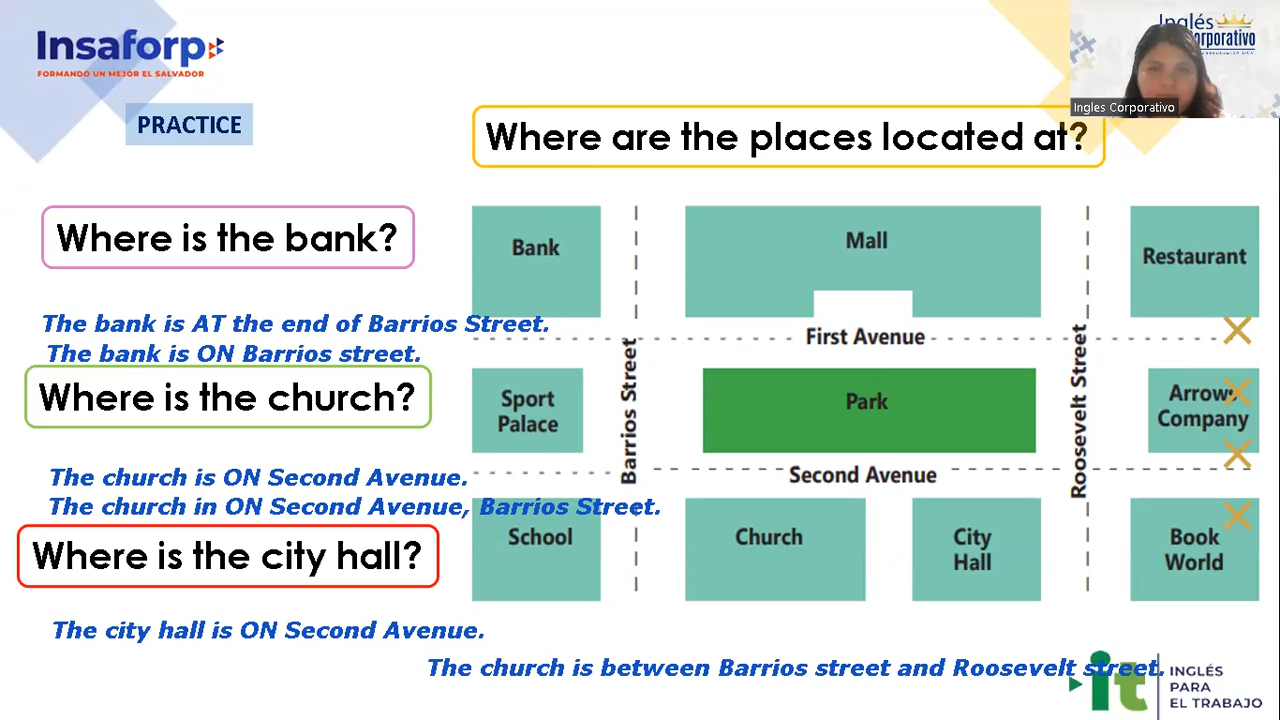 Insaforp
FORMANDO UN MEJOR EL SALVADOR
Inglés
Corporativo
Ingles Corporativo
PRACTICE
Where are the places located at?
Where is the bank?
The bank is AT the end of Barrios Street.
The bank is ON Barrios street.
Where is the church?
The church is ON Second Avenue.
The church in ON Second Avenue, Barrios Street.
Where is the city hall?
The city hall is ON Second Avenue.
The church is between Barrios street and Roosevelt street.
Bank
Mall
Restaurant
First Avenue
Barrios Street
Roosevelt Street
Sport
Palace
Park
Arrows
Company
Second Avenue
School
Church
City
Hall
Book
World
it
INGLÉS
PARA
EL TRABAJO